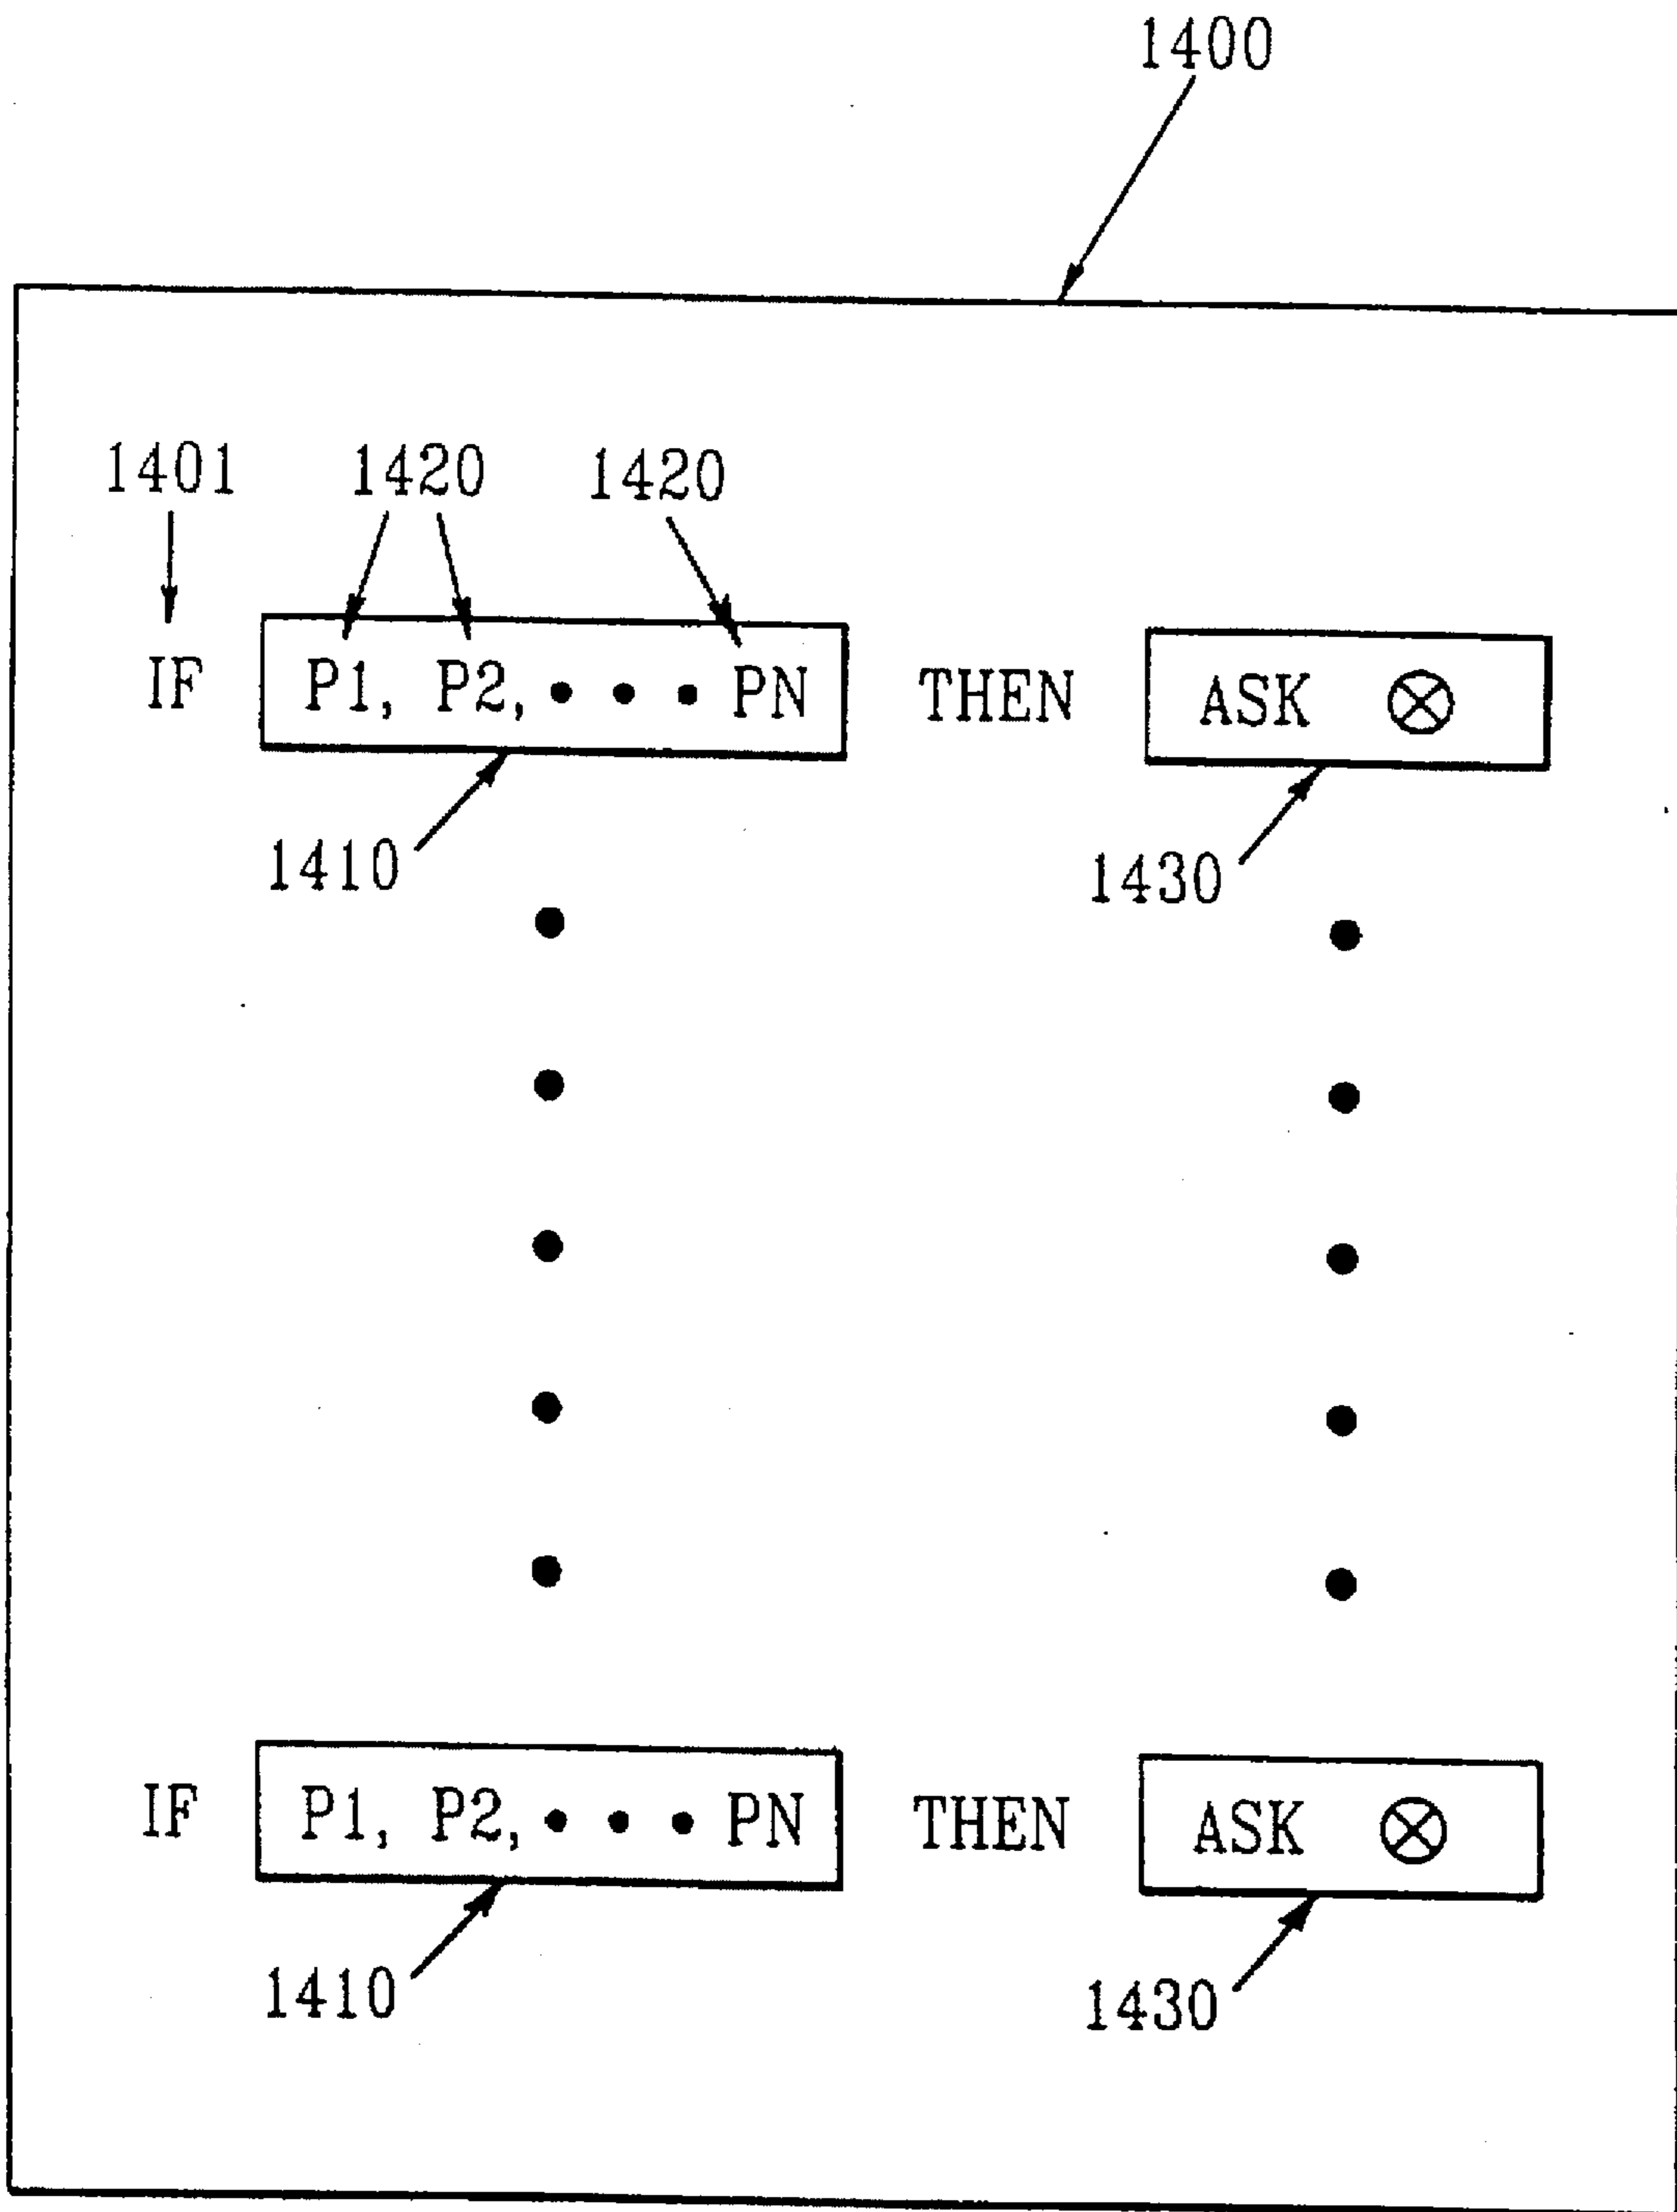 1400
1401 1420 1420
IF P1, P2, • • • PN THEN ASK ⊗
1410 1430
IF P1, P2, • • • PN THEN ASK ⊗
1410 1430